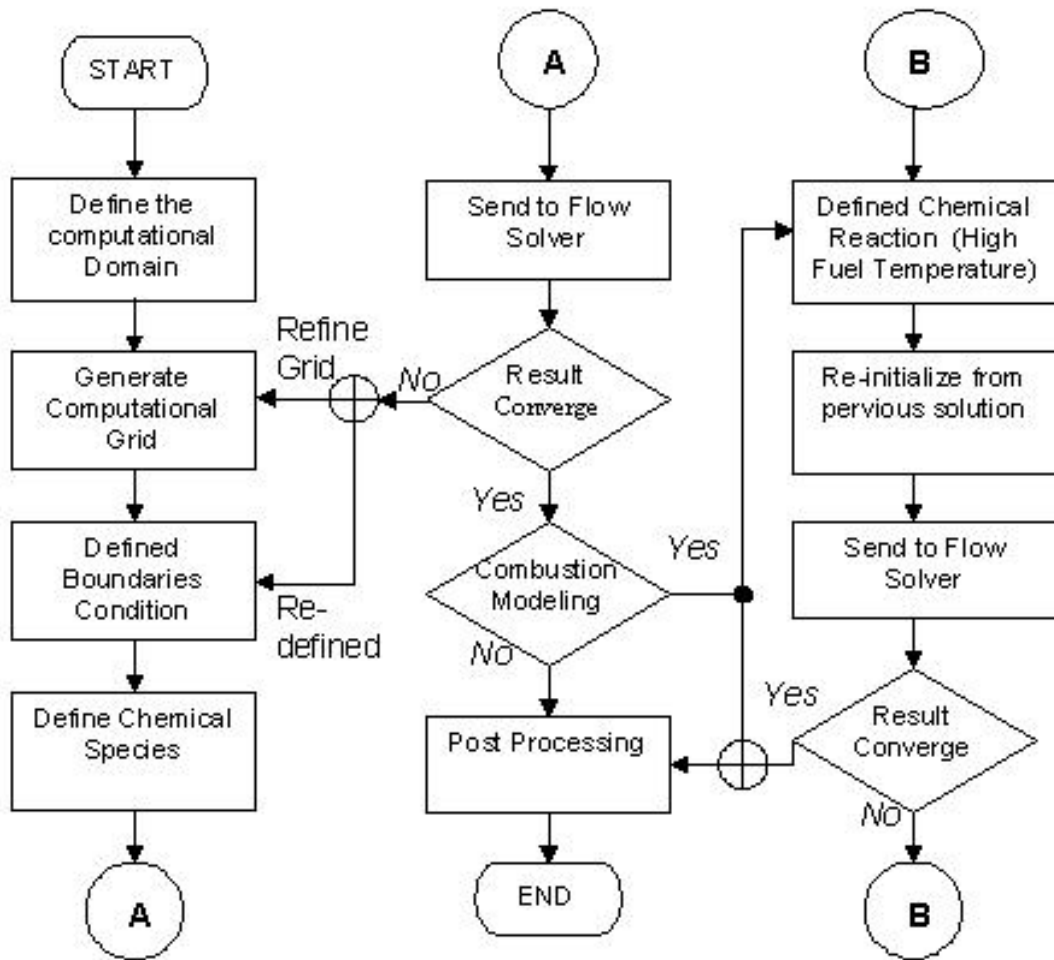 START
Define the
computational
Domain
Generate
Computational
Grid
Defined
Boundaries
Condition
Define Chemical
Species
A
A
Send to Flow
Solver
Result
Converge
No
Refine
Grid
Re-
defined
Yes
Combustion
Modeling
Yes
No
Post Processing
END
B
Defined Chemical
Reaction (High
Fuel Temperature)
Re-initialize from
pervious solution
Send to Flow
Solver
Result
Converge
Yes
No
B